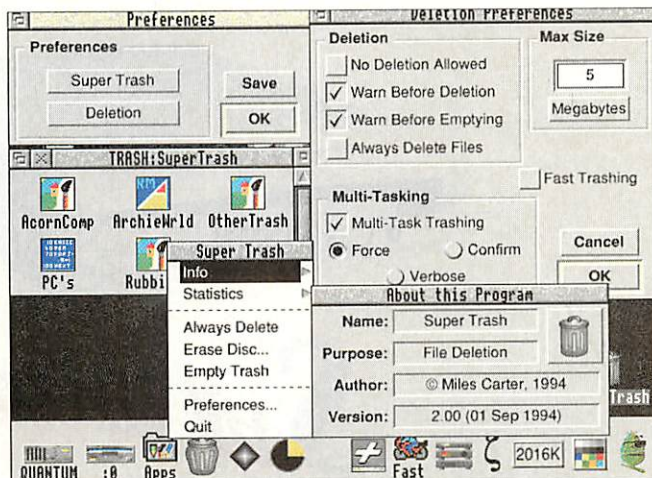 Preferences
Preferences
Super Trash
Deletion
Save
OK
Deletion Preferences
Deletion
No Deletion Allowed
Warn Before Deletion
Warn Before Emptying
Always Delete Files
Max Size
5
Megabytes
Fast Trashing
Multi-Tasking
Multi-Task Trashing
Force
Confirm
Verbose
Cancel
OK
TRASH:SuperTrash
AcornComp
ArchieWrld
OtherTrash
PC's
Rubbi
Super Trash
Info
Statistics
Always Delete
Erase Disc...
Empty Trash
Preferences...
Quit
About this Program
Name: Super Trash
Purpose: File Deletion
Author: © Miles Carter, 1994
Version: 2.00 (01 Sep 1994)
Trash
QUANTUM
:0
Apps
Fast
2016K